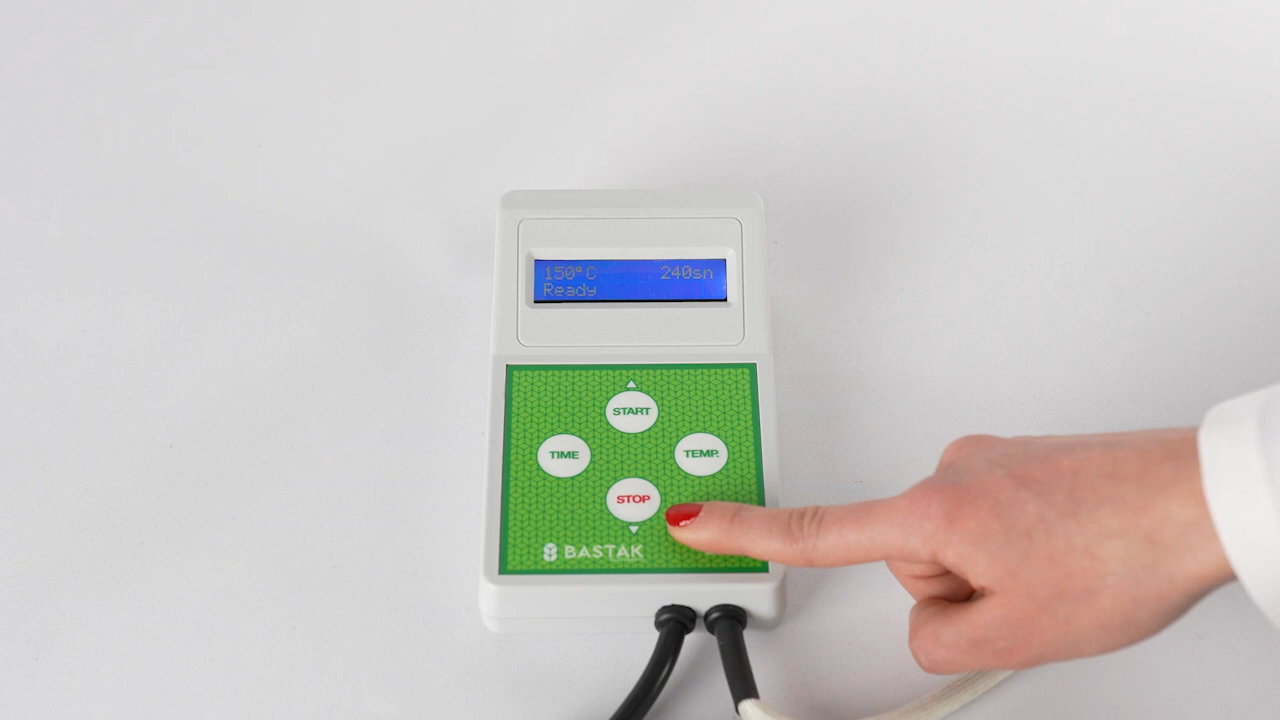 150°C 240sn
Ready
START
TIME TEMP.
STOP
BASTAK